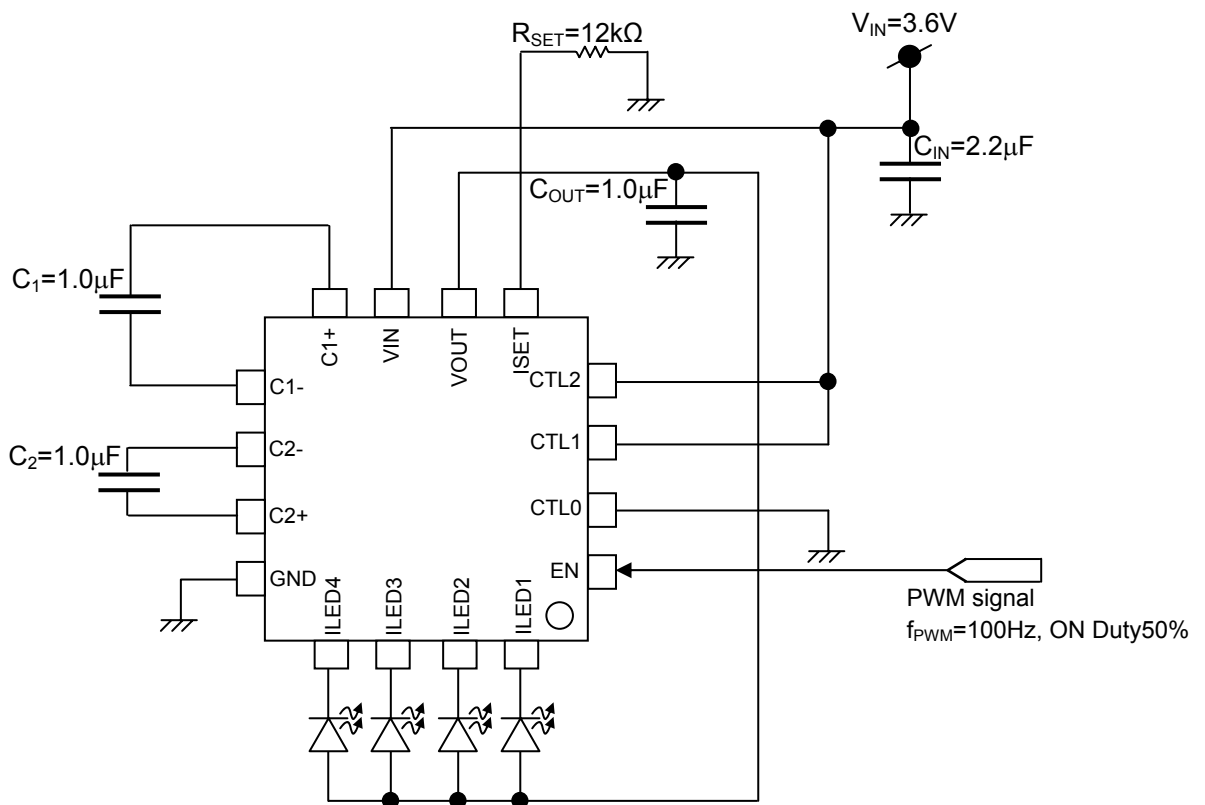 V_IN=3.6V
R_SET=12kΩ
C_IN=2.2μF
C_OUT=1.0μF
C_1=1.0μF
C1+
VIN
VOUT
ISET
C1-
CTL2
C2-
CTL1
C_2=1.0μF
C2+
CTL0
GND
EN
ILED4
ILED3
ILED2
ILED1
PWM signal
f_PWM=100Hz, ON Duty50%